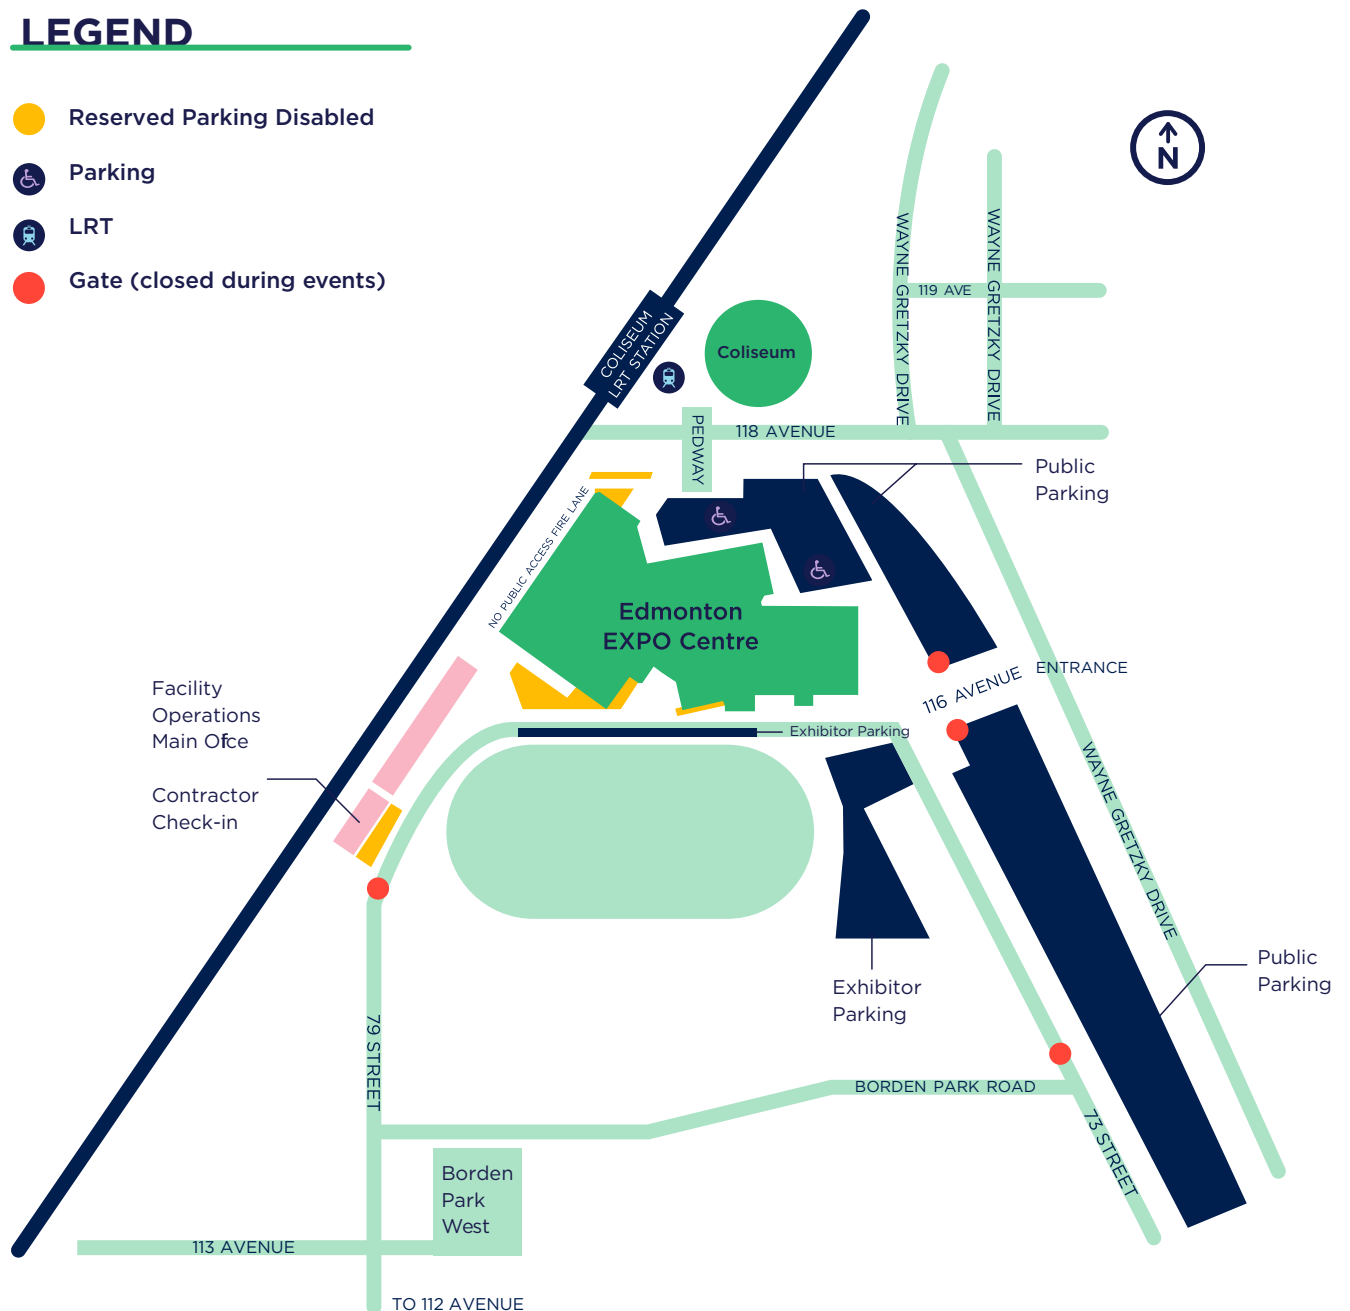 LEGEND
Reserved Parking Disabled
Parking
LRT
Gate (closed during events)
N
WAYNE GRETZKY DRIVE
WAYNE GRETZKY DRIVE
119 AVE
COLISEUM
LRT STATION
Coliseum
PEDWAY
118 AVENUE
Public
Parking
NO PUBLIC ACCESS FIRE LANE
Edmonton
EXPO Centre
116 AVENUE
ENTRANCE
Facility
Operations
Main Ofce
Contractor
Check-in
Exhibitor Parking
WAYNE GRETZKY DRIVE
Exhibitor
Parking
Public
Parking
79 STREET
BORDEN PARK ROAD
73 STREET
Borden
Park
West
113 AVENUE
TO 112 AVENUE